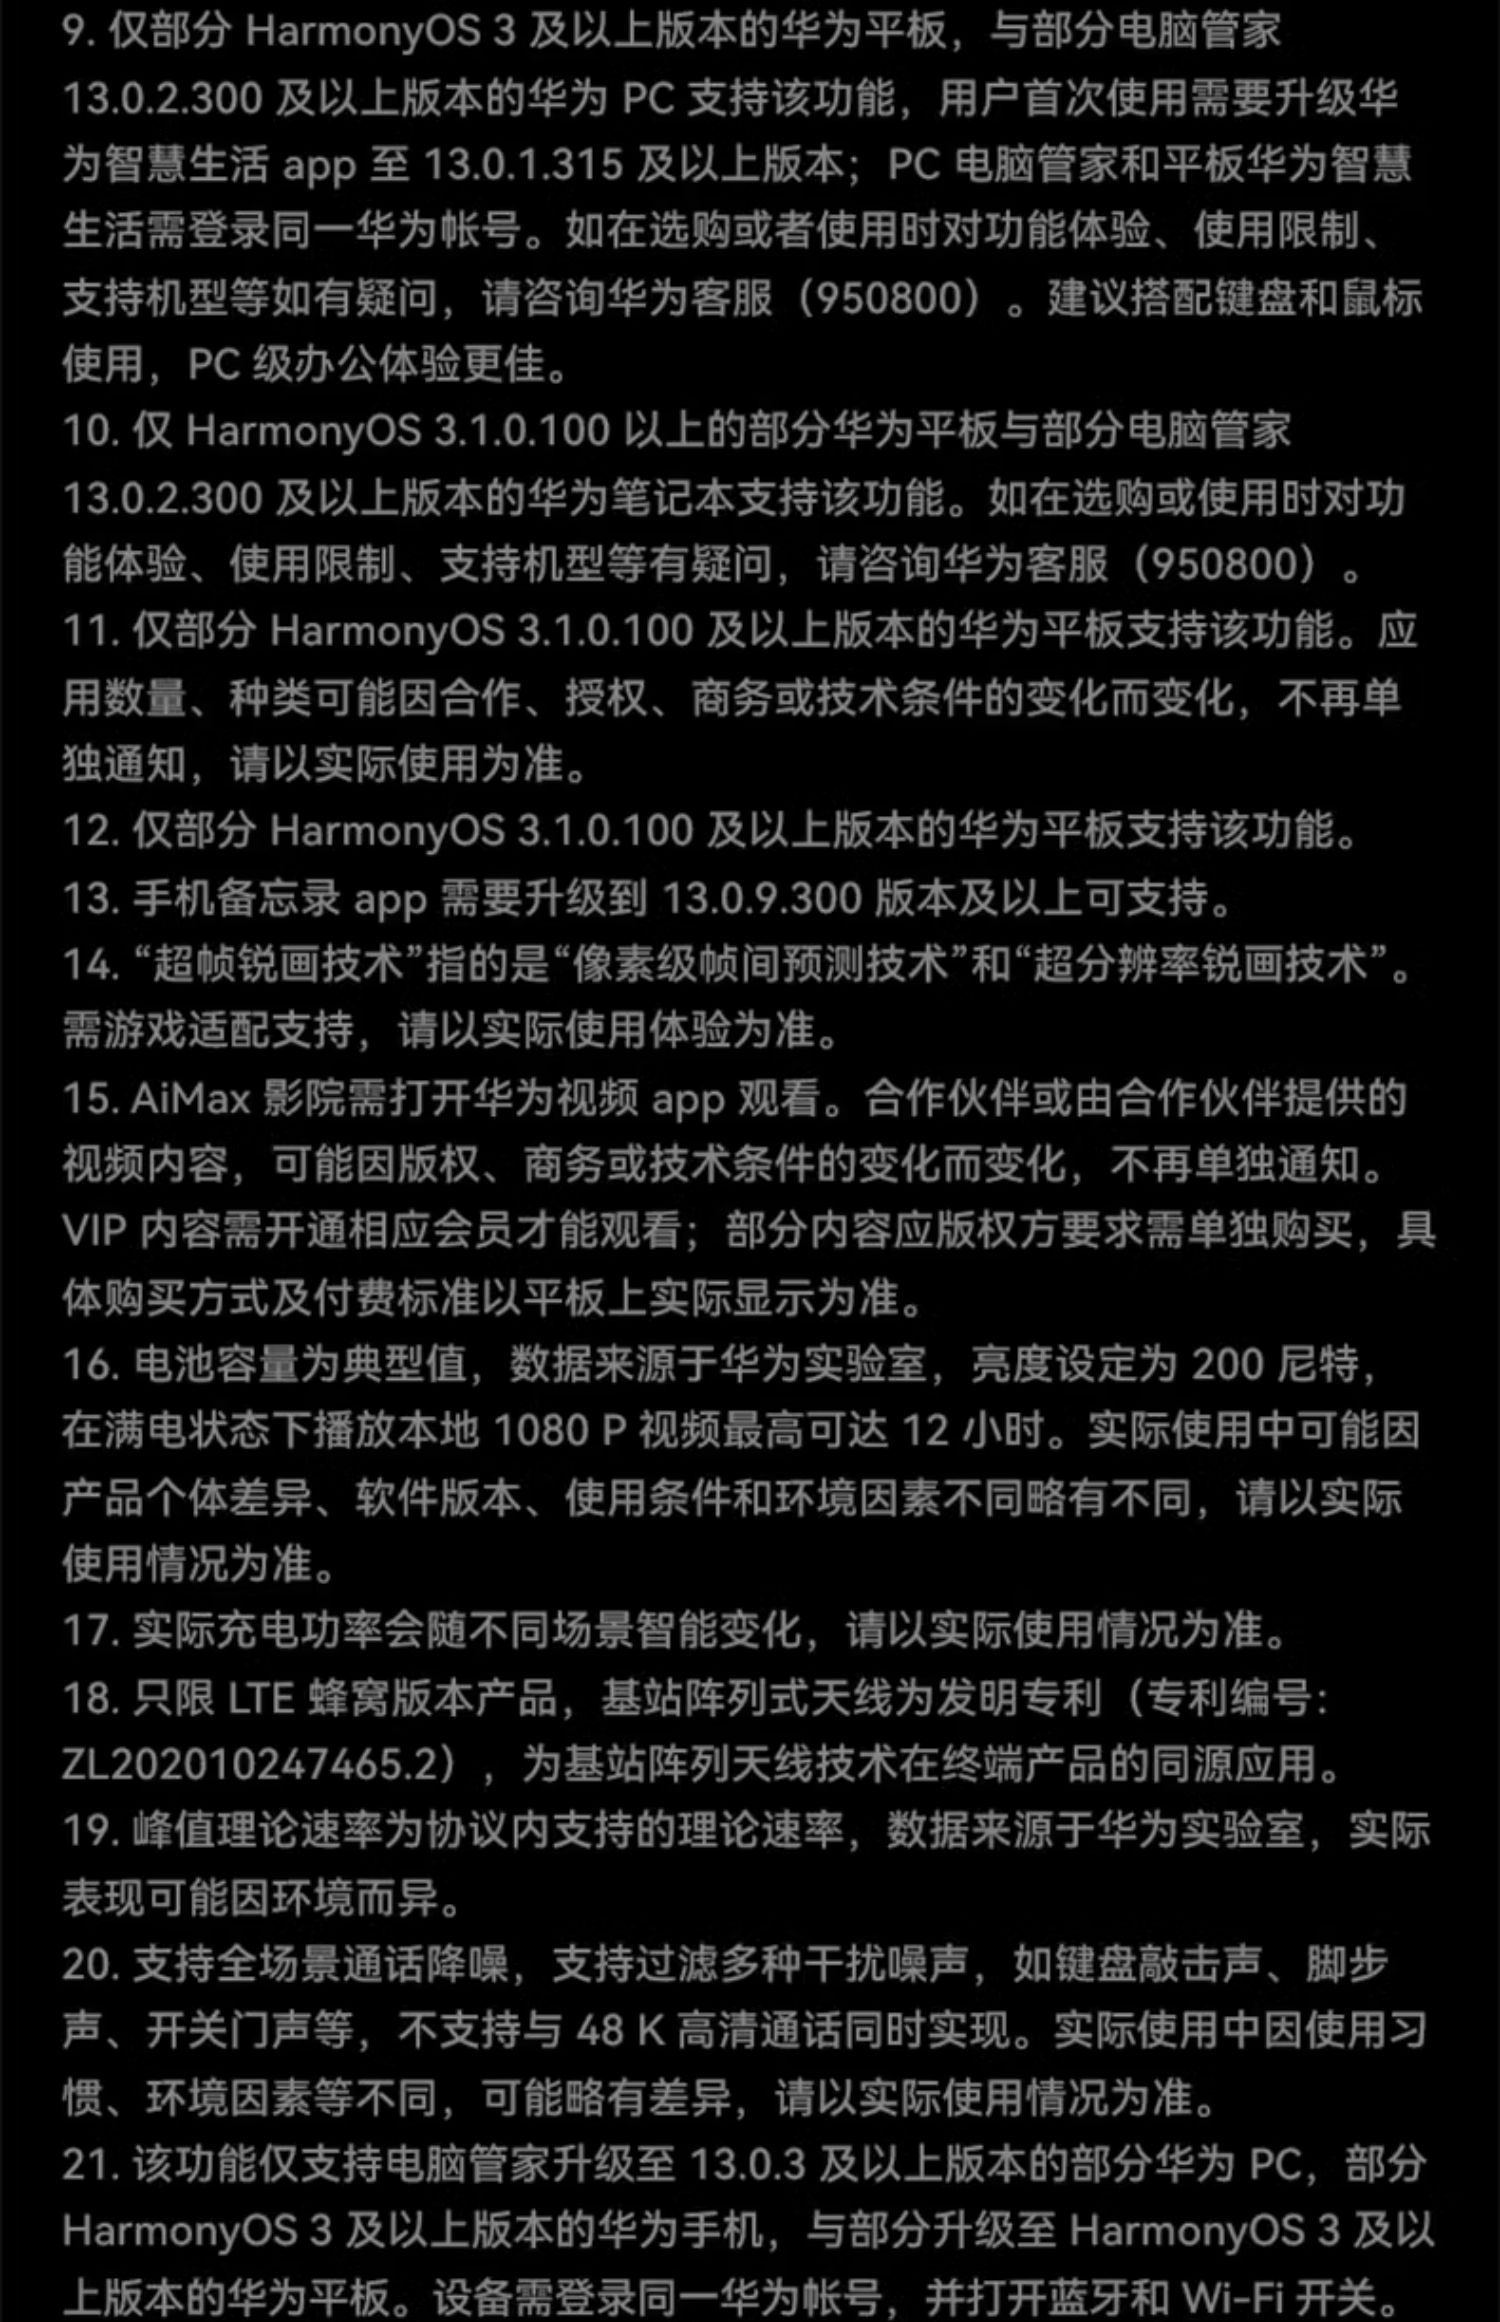 9. 仅部分 HarmonyOS 3 及以上版本的华为平板，与部分电脑管家
13.0.2.300 及以上版本的华为 PC 支持该功能，用户首次使用需要升级华
为智慧生活 app 至 13.0.1.315 及以上版本；PC 电脑管家和平板华为智慧
生活需登录同一华为帐号。如在选购或者使用时对功能体验、使用限制、
支持机型等如有疑问，请咨询华为客服（950800）。建议搭配键盘和鼠标
使用，PC 级办公体验更佳。
10. 仅 HarmonyOS 3.1.0.100 以上的部分华为平板与部分电脑管家
13.0.2.300 及以上版本的华为笔记本支持该功能。如在选购或使用时对功
能体验、使用限制、支持机型等有疑问，请咨询华为客服（950800）。
11. 仅部分 HarmonyOS 3.1.0.100 及以上版本的华为平板支持该功能。应
用数量、种类可能因合作、授权、商务或技术条件的变化而变化，不再单
独通知，请以实际使用为准。
12. 仅部分 HarmonyOS 3.1.0.100 及以上版本的华为平板支持该功能。
13. 手机备忘录 app 需要升级到 13.0.9.300 版本及以上可支持。
14. “超帧锐画技术”指的是“像素级帧间预测技术”和“超分辨率锐画技术”。
需游戏适配支持，请以实际使用体验为准。
15. AiMax 影院需打开华为视频 app 观看。合作伙伴或由合作伙伴提供的
视频内容，可能因版权、商务或技术条件的变化而变化，不再单独通知。
VIP 内容需开通相应会员才能观看；部分内容应版权方要求需单独购买，具
体购买方式及付费标准以平板上实际显示为准。
16. 电池容量为典型值，数据来源于华为实验室，亮度设定为 200 尼特，
在满电状态下播放本地 1080 P 视频最高可达 12 小时。实际使用中可能因
产品个体差异、软件版本、使用条件和环境因素不同略有不同，请以实际
使用情况为准。
17. 实际充电功率会随不同场景智能变化，请以实际使用情况为准。
18. 只限 LTE 蜂窝版本产品，基站阵列式天线为发明专利（专利编号：
ZL202010247465.2），为基站阵列天线技术在终端产品的同源应用。
19. 峰值理论速率为协议内支持的理论速率，数据来源于华为实验室，实际
表现可能因环境而异。
20. 支持全场景通话降噪，支持过滤多种干扰噪声，如键盘敲击声、脚步
声、开关门声等，不支持与 48 K 高清通话同时实现。实际使用中因使用习
惯、环境因素等不同，可能略有差异，请以实际使用情况为准。
21. 该功能仅支持电脑管家升级至 13.0.3 及以上版本的部分华为 PC，部分
HarmonyOS 3 及以上版本的华为手机，与部分升级至 HarmonyOS 3 及以
上版本的华为平板。设备需登录同一华为帐号，并打开蓝牙和 Wi-Fi 开关。